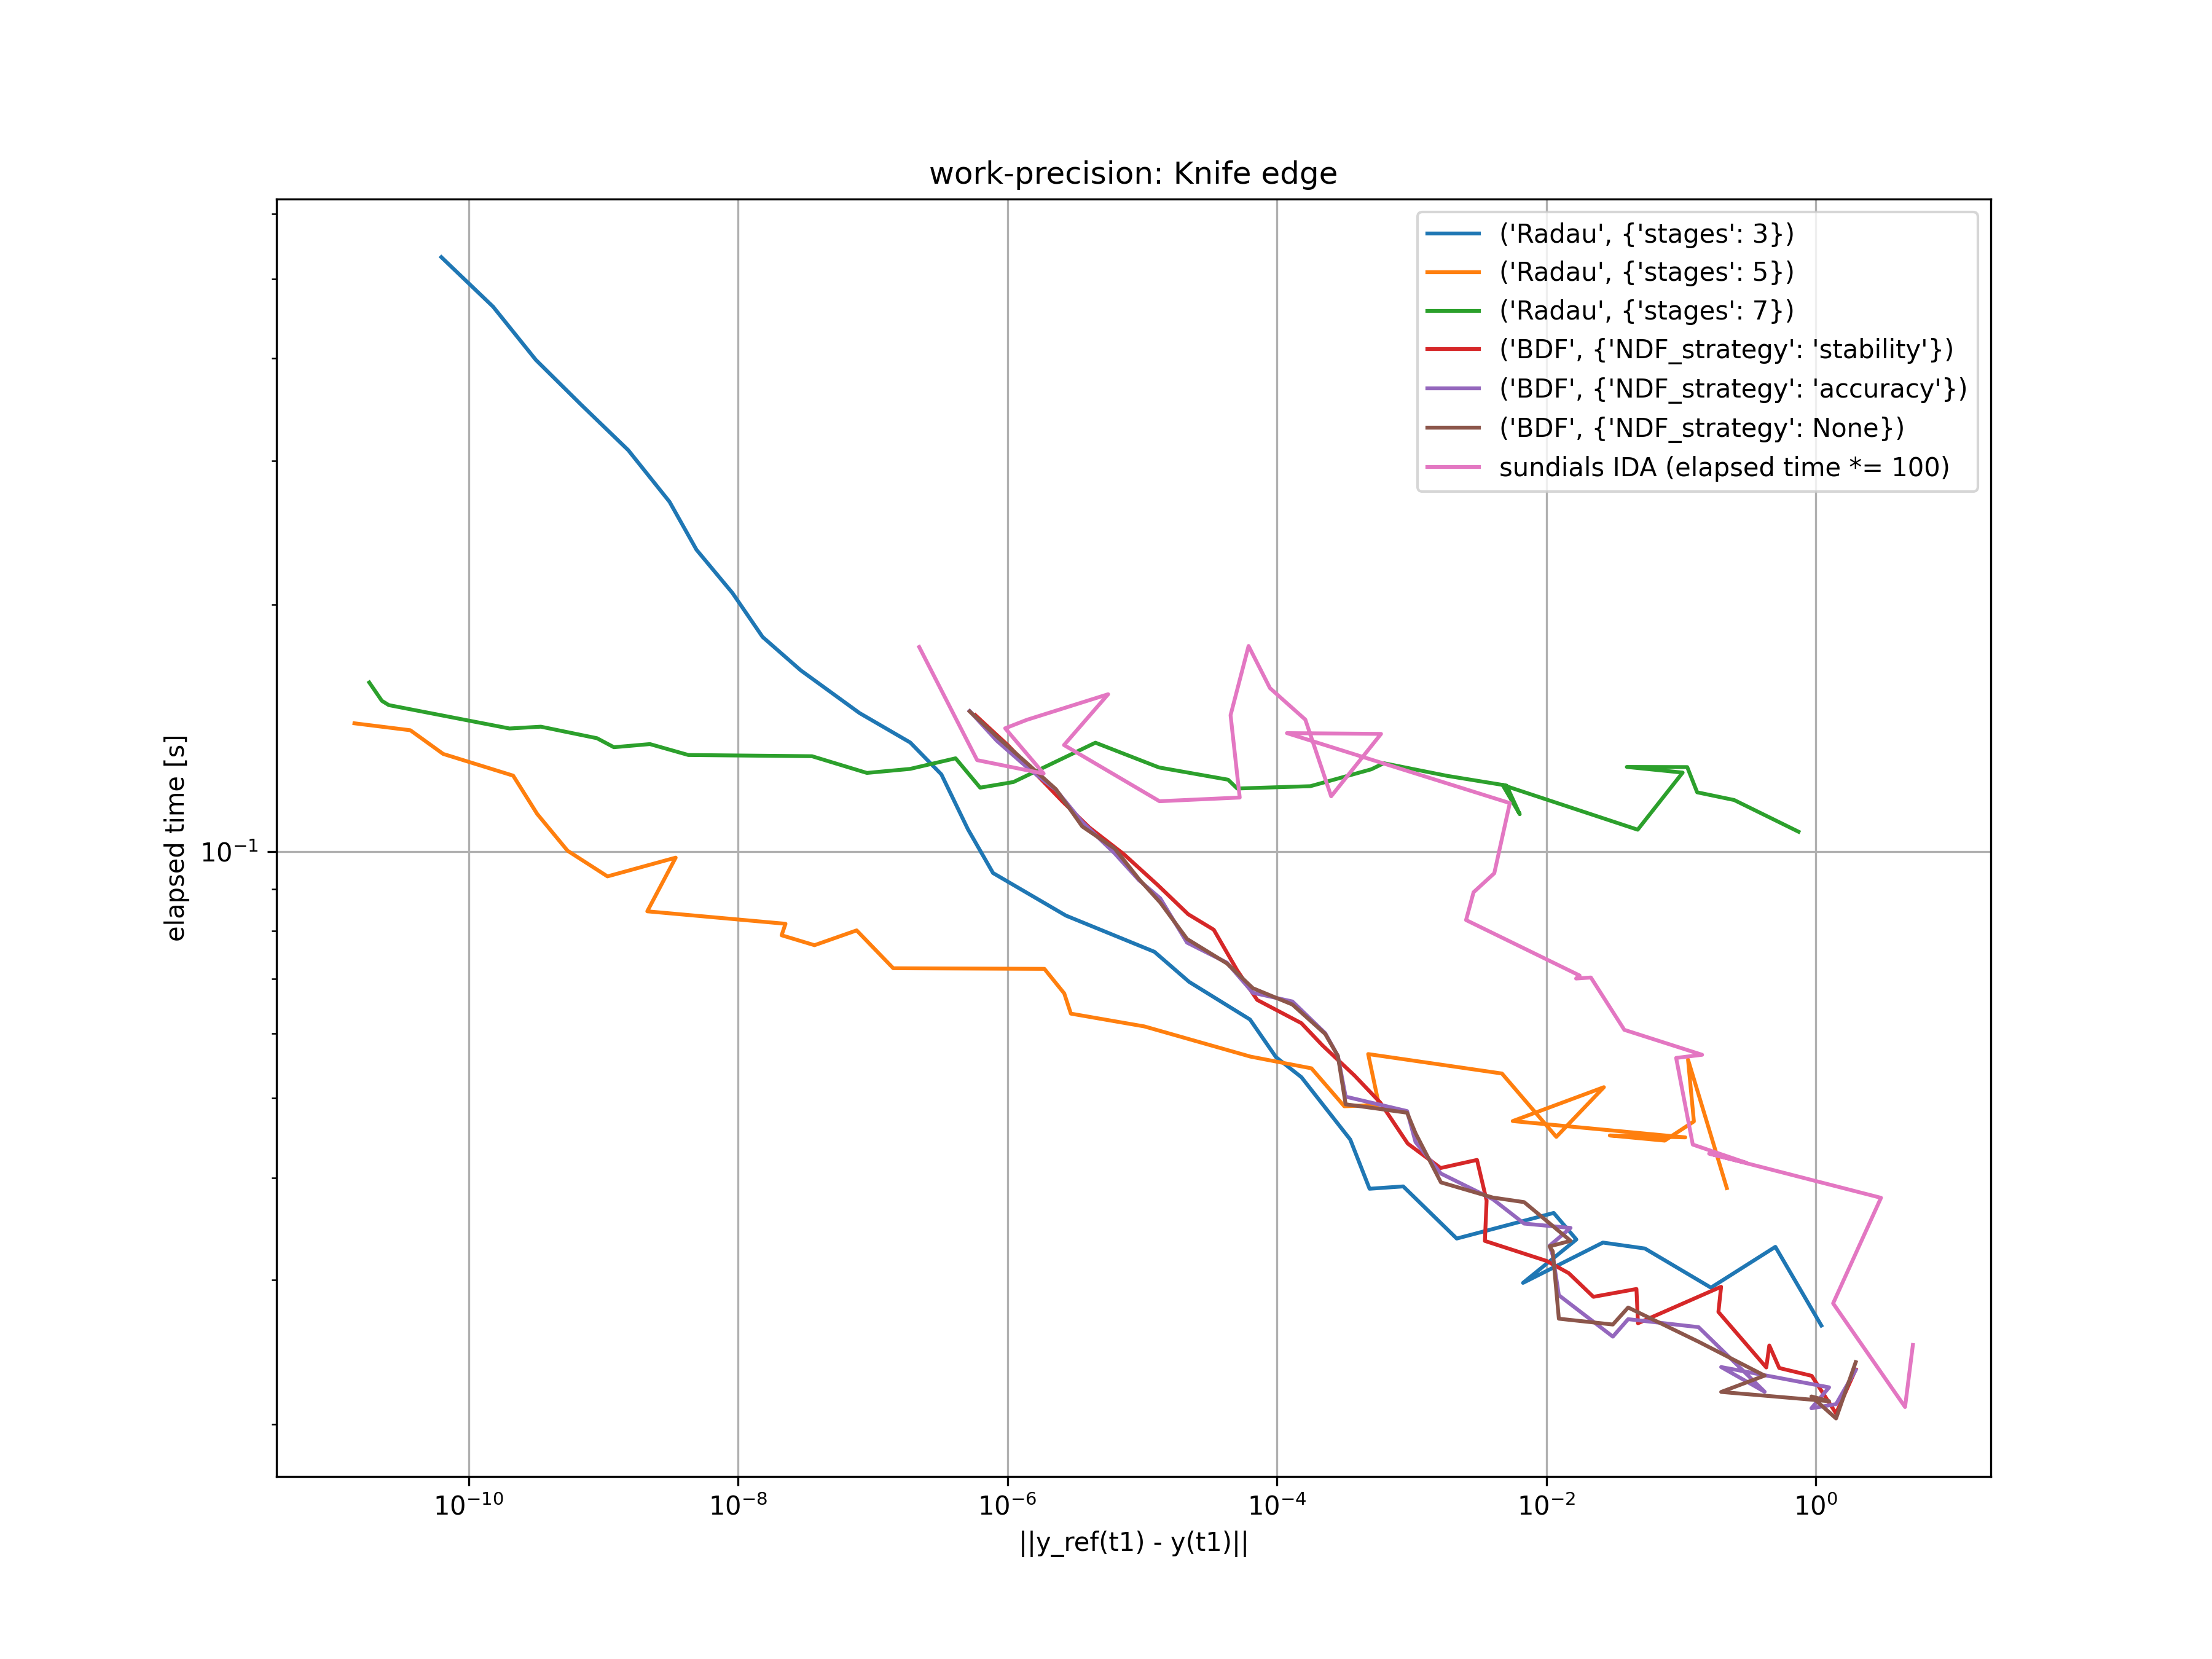 work-precision: Knife edge
('Radau', {'stages': 3})
('Radau', {'stages': 5})
('Radau', {'stages': 7})
('BDF', {'NDF_strategy': 'stability'})
('BDF', {'NDF_strategy': 'accuracy'})
('BDF', {'NDF_strategy': None})
sundials IDA (elapsed time *= 100)
elapsed time [s]
10⁻¹
10⁻¹⁰ 10⁻⁸ 10⁻⁶ 10⁻⁴ 10⁻² 10⁰
||y_ref(t1) - y(t1)||